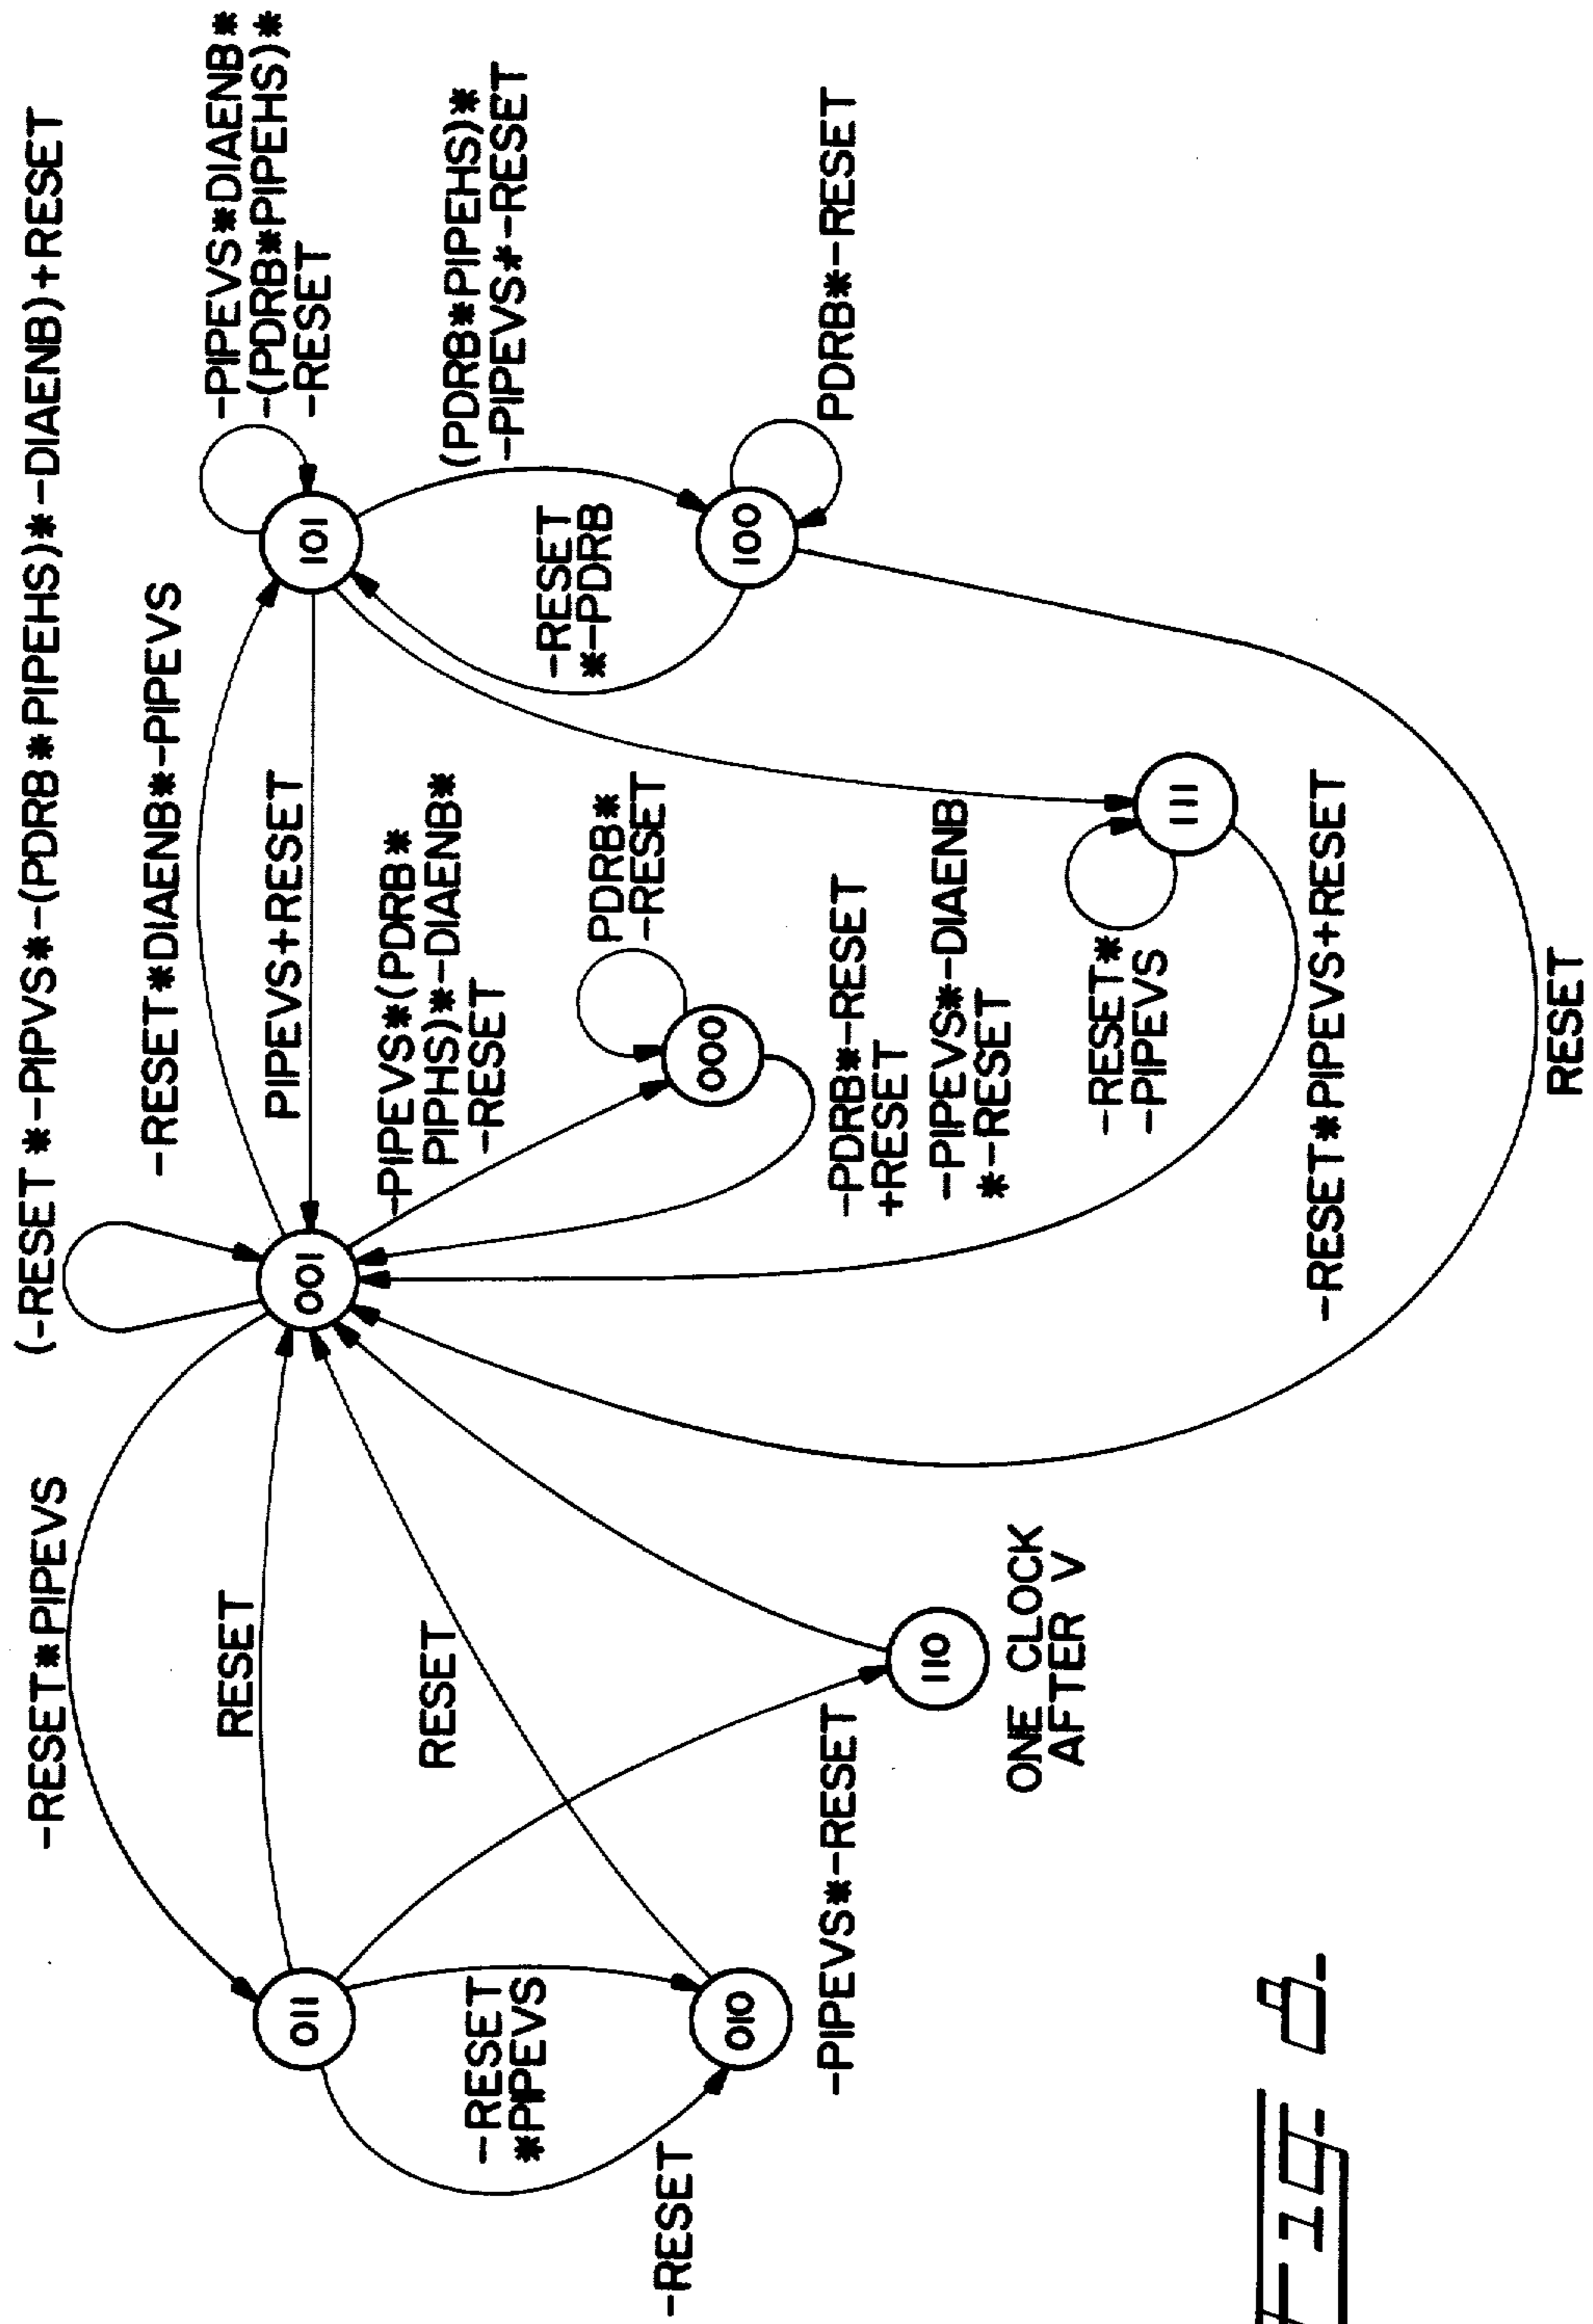 (-RESET *-PIPVS*-(PDRB*PIPEHS)*-DIAENB)+RESET
-RESET*PIPEVS
-RESET*DIAENB*-PIPEVS
-PIPEVS*DIAENB*
-(PDRB*PIPEHS)*
-RESET
RESET
PIPEVS+RESET
011
001
101
-PIPEVS*(PDRB*
PIPHS)*-DIAENB*
-RESET
(PDRB*PIPEHS)*
-PIPEVS*-RESET
RESET
-RESET
*PIPEVS
-RESET
*-PDRB
PDRB*
-RESET
-RESET
010
000
100
-PIPEVS*-RESET
-PDRB*-RESET
+RESET
PDRB*-RESET
110
-PIPEVS*-DIAENB
*-RESET
ONE CLOCK
AFTER V
-RESET*
-PIPEVS
111
-RESET*PIPEVS+RESET
RESET